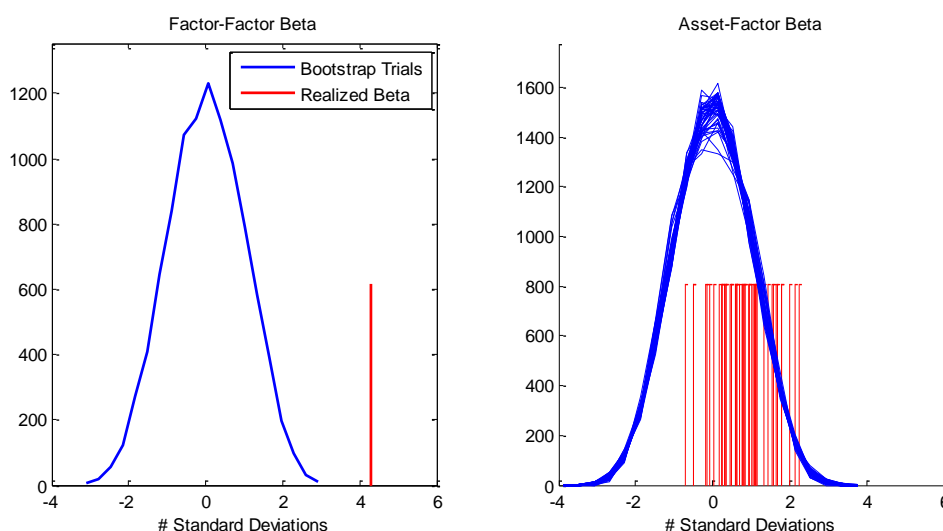 Factor-Factor Beta
Bootstrap Trials
Realized Beta
1200
1000
800
600
400
200
0
-4 -2 0 2 4 6
# Standard Deviations
Asset-Factor Beta
1600
1400
1200
1000
800
600
400
200
0
-4 -2 0 2 4 6
# Standard Deviations